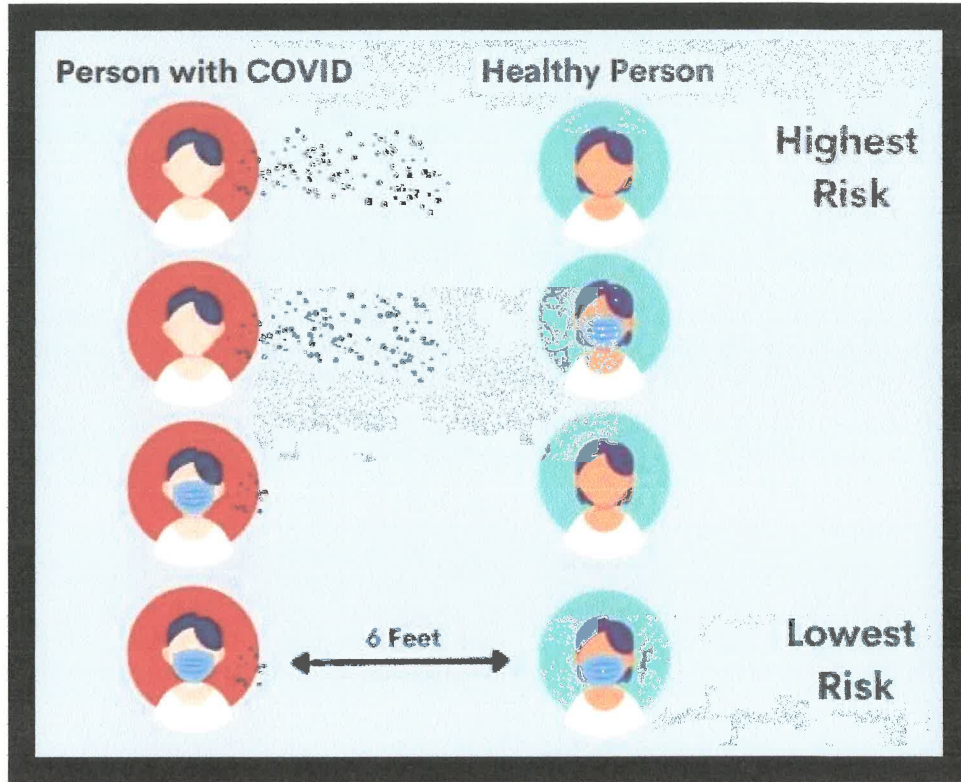 Person with COVID
Healthy Person
Highest
Risk
6 Feet
Lowest
Risk